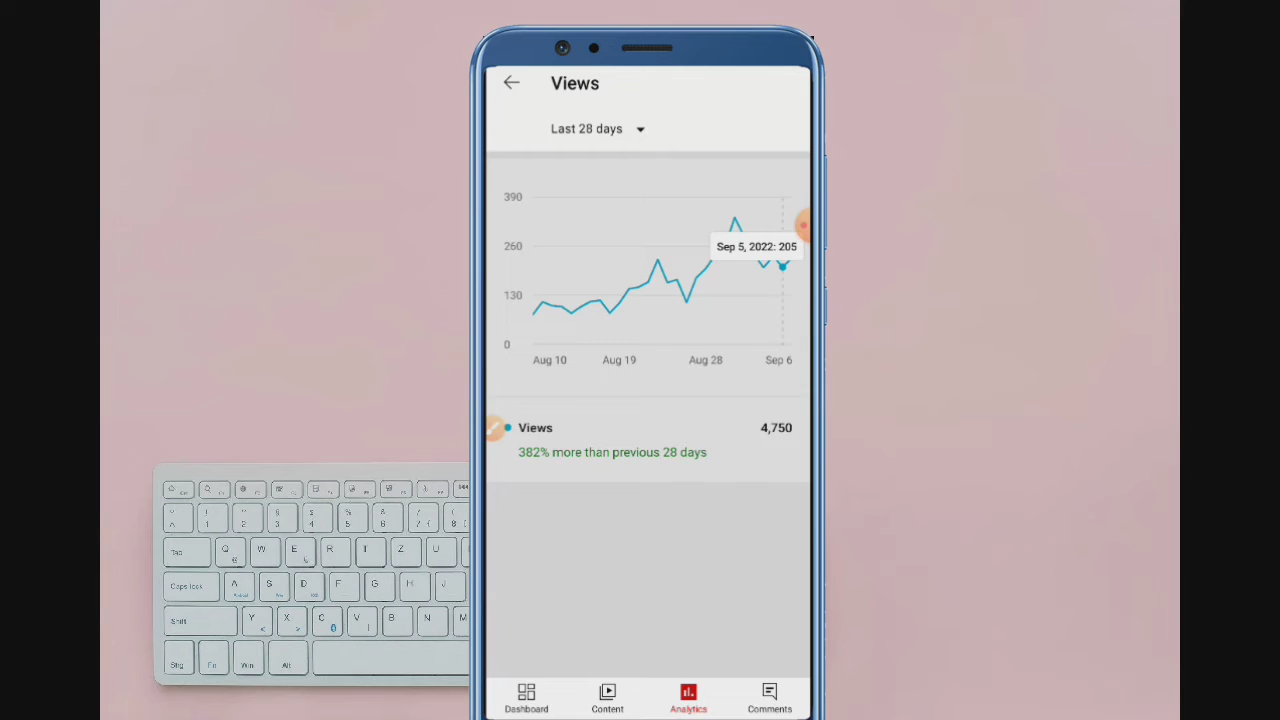 Views
Last 28 days
390
260
Sep 5, 2022: 205
130
0
Aug 10 Aug 19 Aug 28 Sep 6
Views 4,750
382% more than previous 28 days
Dashboard Content Analytics Comments
Tab Q W E R T Z U
Caps lock A S D F G H J
Shift Y X C V B N M
Strg Fn Win Alt